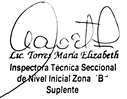 Lic. Torres María Elizabeth
Inspectora Técnica Seccional
de Nivel Inicial Zona ¨B¨
Suplente